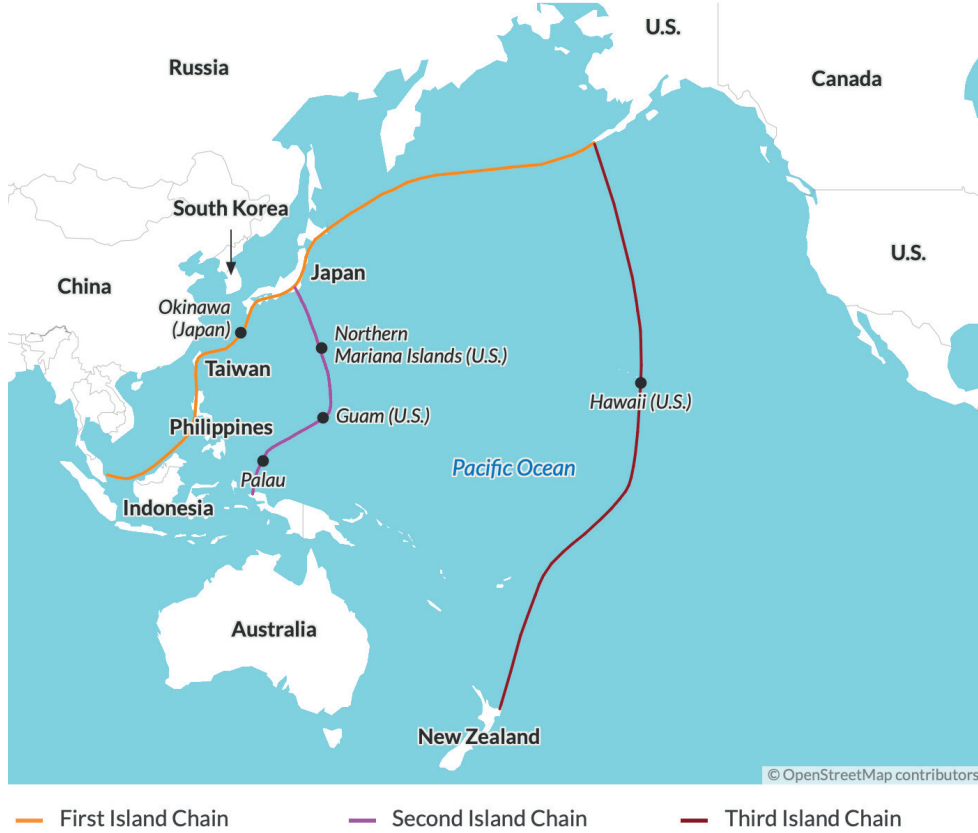 U.S.
Russia
Canada
South Korea
U.S.
Japan
China
Okinawa
(Japan)
Northern
Mariana Islands (U.S.)
Taiwan
Hawaii (U.S.)
Guam (U.S.)
Philippines
Pacific Ocean
Palau
Indonesia
Australia
New Zealand
© OpenStreetMap contributors
First Island Chain
Second Island Chain
Third Island Chain